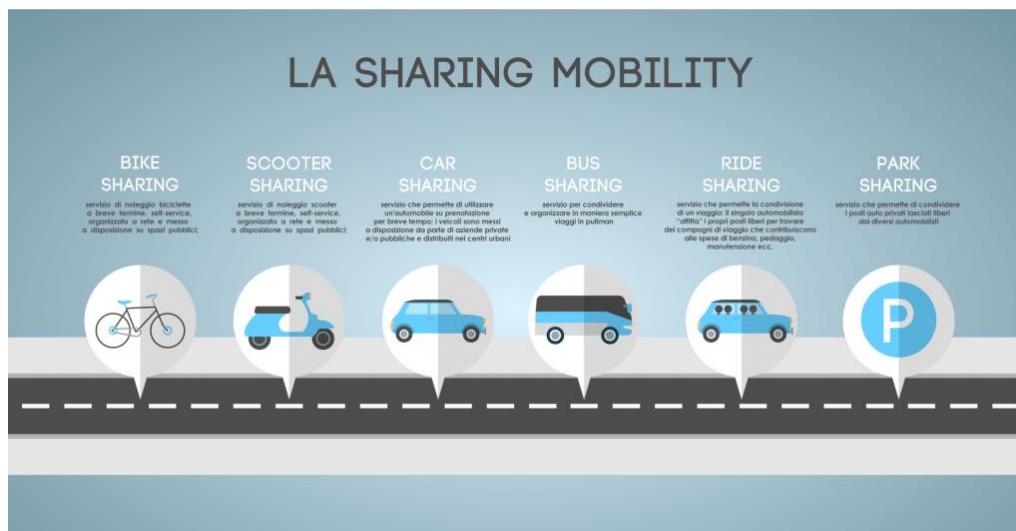 LA SHARING MOBILITY
BIKE
SHARING
servizio di noleggio biciclette
a breve termine, self-service,
organizzato a rete e messo
a disposizione su spazi pubblici;
SCOOTER
SHARING
servizio di noleggio scooter
a breve termine, self-service,
organizzato a rete e messo
a disposizione su spazi pubblici;
CAR
SHARING
servizio che permette di utilizzare
un'automobile su prenotazione
per breve tempo: i veicoli sono messi
a disposizione da parte di aziende private
e/o pubbliche e distribuiti nei centri urbani
BUS
SHARING
servizio per condividere
e organizzare in maniera semplice
viaggi in pullman
RIDE
SHARING
servizio che permette la condivisione
di un viaggio: il singolo automobilista
"affitta" i propri posti liberi per trovare
dei compagni di viaggio che contribuiscono
alle spese di benzina, pedaggio,
manutenzione ecc.
PARK
SHARING
servizio che permette di condividere
i posti auto privati lasciati liberi
dai diversi automobilisti
P